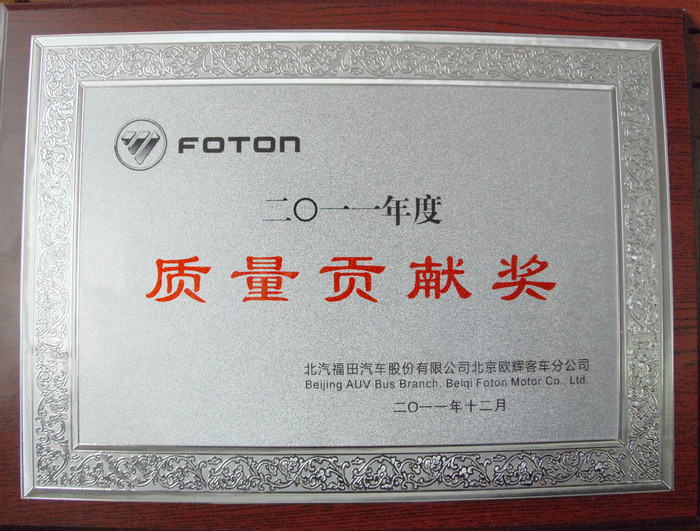 FOTON
二〇一一年度
质量贡献奖
北汽福田汽车股份有限公司北京欧辉客车分公司
Beijing AUV Bus Branch, Beiqi Foton Motor Co., Ltd.
二〇一一年十二月